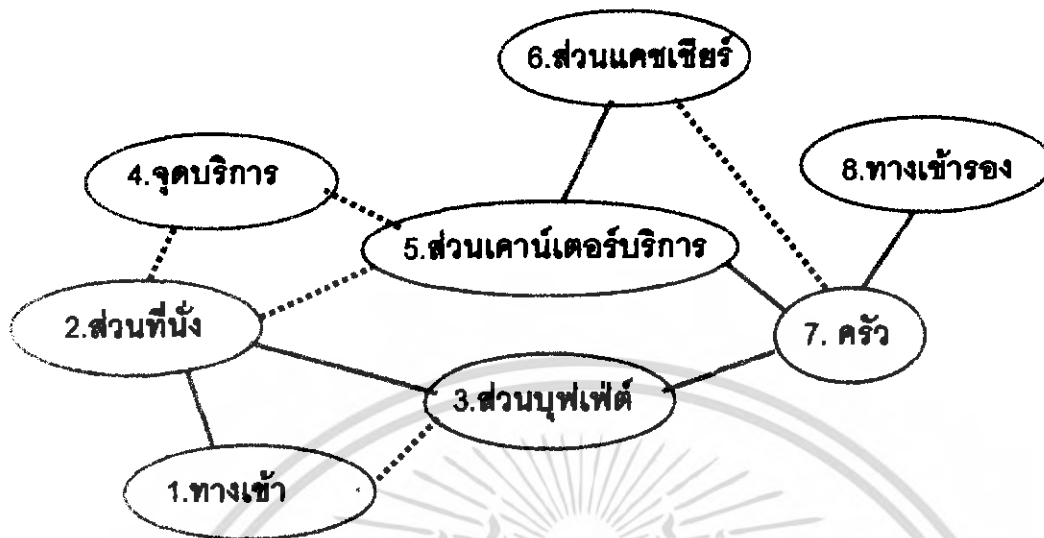 6.ส่วนแคชเชียร์
4.จุดบริการ
8.ทางเข้ารอง
5.ส่วนเคาน์เตอร์บริการ
2.ส่วนที่นั่ง
7. ครัว
3.ส่วนบุฟเฟ่ต์
1.ทางเข้า